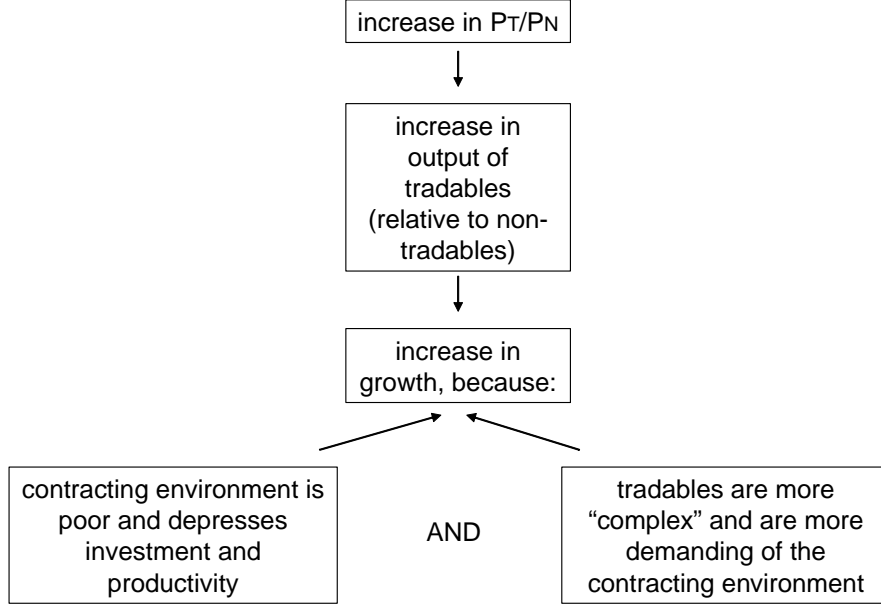 increase in PT/PN
increase in
output of
tradables
(relative to non-
tradables)
increase in
growth, because:
contracting environment is
poor and depresses
investment and
productivity
AND
tradables are more
“complex” and are more
demanding of the
contracting environment